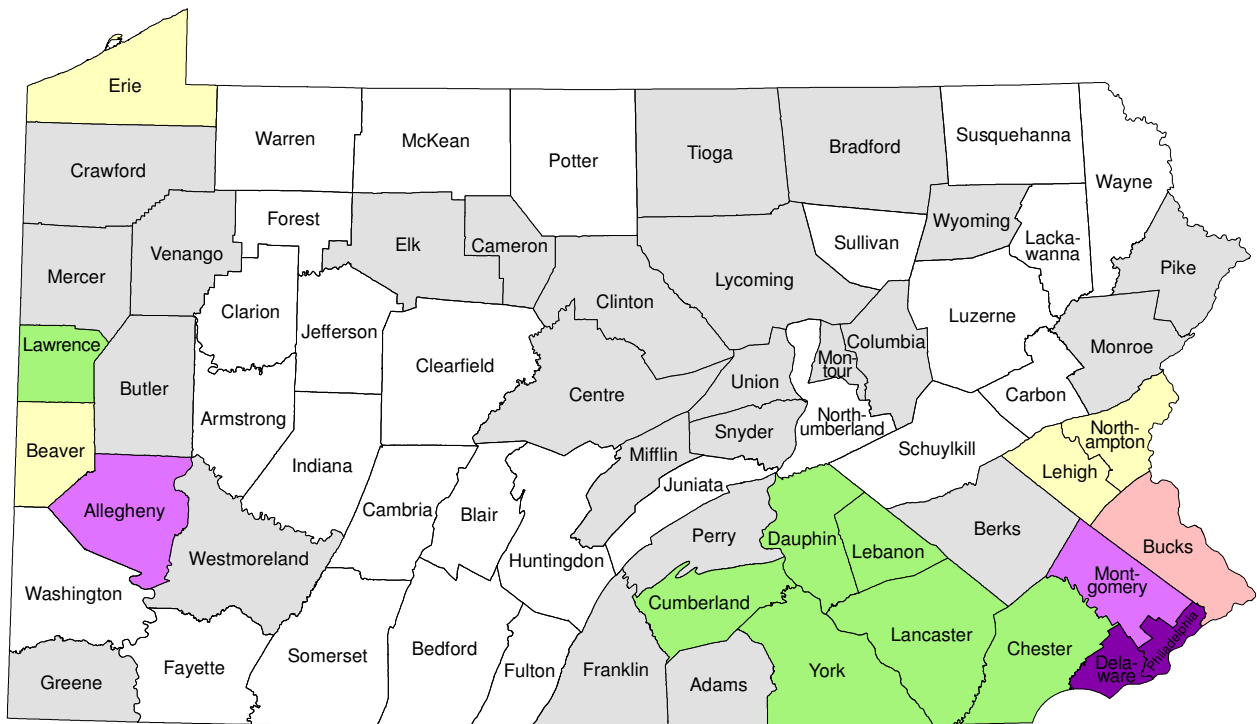 Erie
Warren
McKean
Potter
Tioga
Bradford
Susquehanna
Wayne
Crawford
Forest
Elk
Cameron
Wyoming
Lacka-
wanna
Sullivan
Venango
Mercer
Clarion
Jefferson
Clinton
Lycoming
Pike
Luzerne
Columbia
Mon-
tour
Monroe
Lawrence
Butler
Clearfield
Centre
Union
Carbon
Armstrong
Snyder
North-
umberland
North-
ampton
Beaver
Indiana
Mifflin
Schuylkill
Lehigh
Juniata
Allegheny
Cambria
Blair
Perry
Dauphin
Lebanon
Berks
Bucks
Westmoreland
Huntingdon
Mont-
gomery
Washington
Cumberland
Lancaster
Chester
Philadelphia
Bedford
Somerset
Fayette
Fulton
Franklin
York
Dela-
ware
Greene
Adams